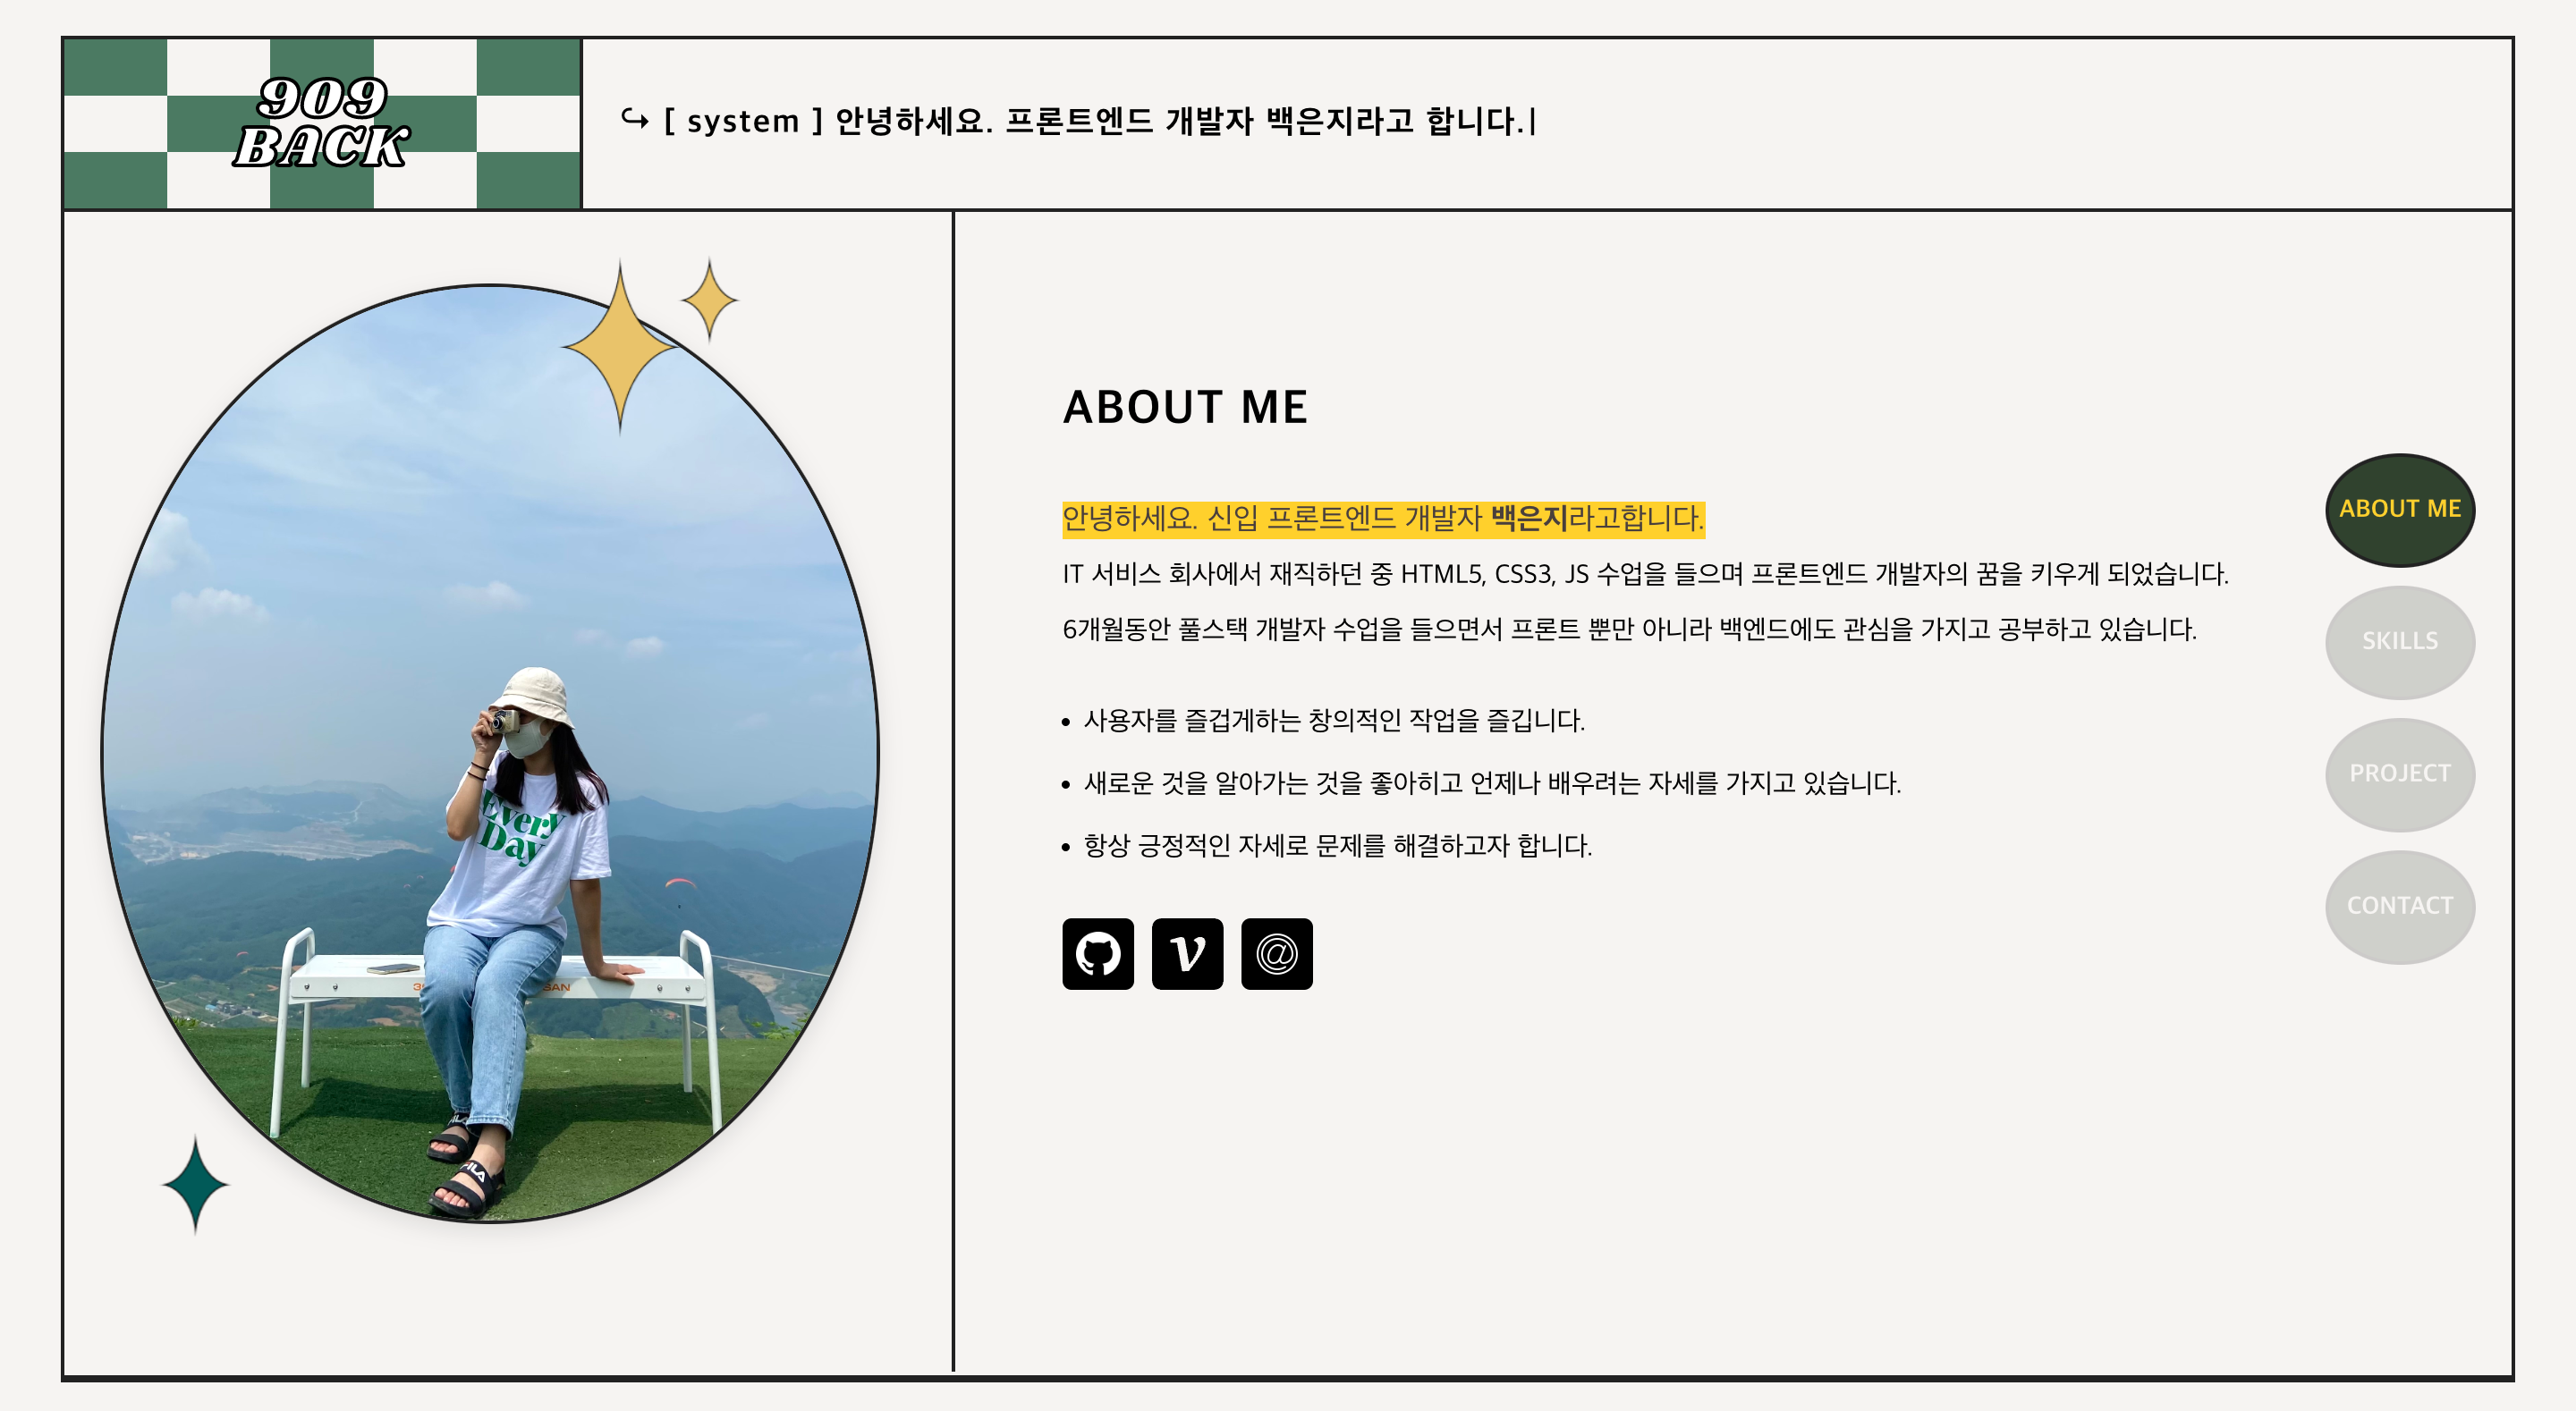 909
BACK
↪ [ system ] 안녕하세요. 프론트엔드 개발자 백은지라고 합니다.|
Every
Day
FILA
ABOUT ME
안녕하세요. 신입 프론트엔드 개발자 백은지라고합니다.
IT 서비스 회사에서 재직하던 중 HTML5, CSS3, JS 수업을 들으며 프론트엔드 개발자의 꿈을 키우게 되었습니다.
6개월동안 풀스택 개발자 수업을 들으면서 프론트 뿐만 아니라 백엔드에도 관심을 가지고 공부하고 있습니다.
• 사용자를 즐겁게하는 창의적인 작업을 즐깁니다.
• 새로운 것을 알아가는 것을 좋아히고 언제나 배우려는 자세를 가지고 있습니다.
• 항상 긍정적인 자세로 문제를 해결하고자 합니다.
ABOUT ME
SKILLS
PROJECT
CONTACT